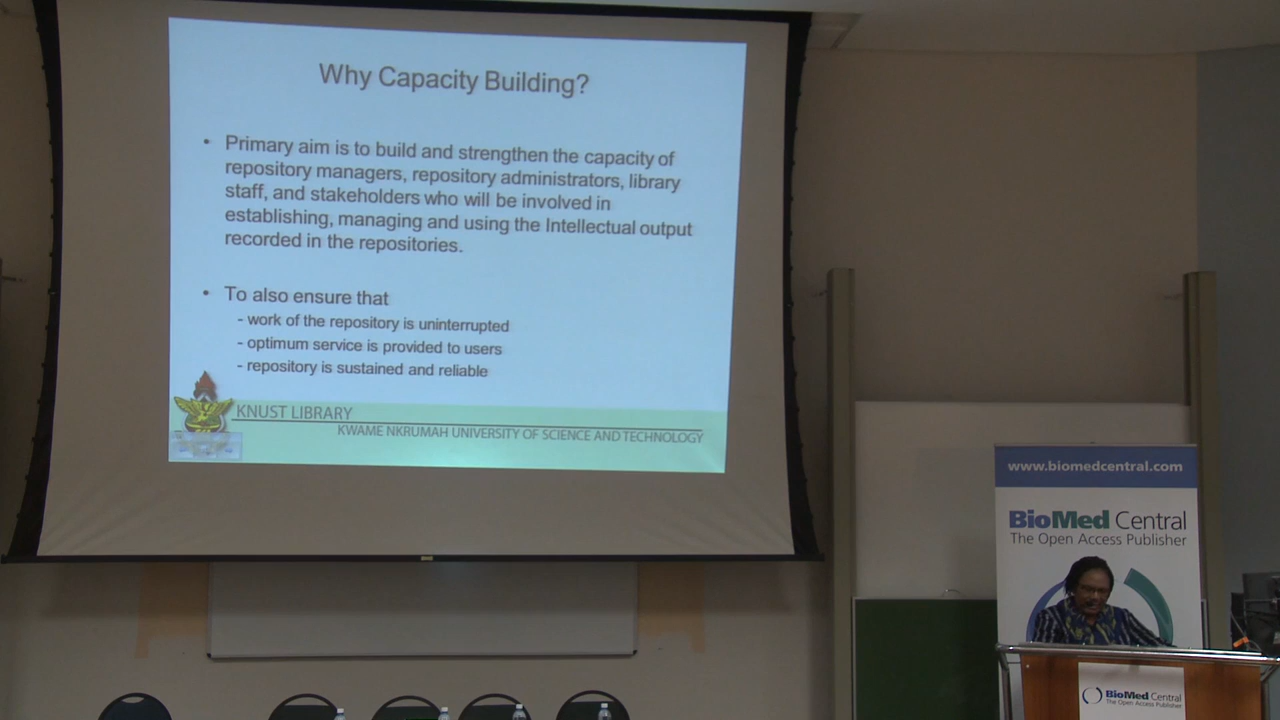 Why Capacity Building?
• Primary aim is to build and strengthen the capacity of
repository managers, repository administrators, library
staff, and stakeholders who will be involved in
establishing, managing and using the Intellectual output
recorded in the repositories.
• To also ensure that
- work of the repository is uninterrupted
- optimum service is provided to users
- repository is sustained and reliable
KNUST LIBRARY
KWAME NKRUMAH UNIVERSITY OF SCIENCE AND TECHNOLOGY
www.biomedcentral.com
BioMed Central
The Open Access Publisher
BioMed Central
The Open Access Publisher